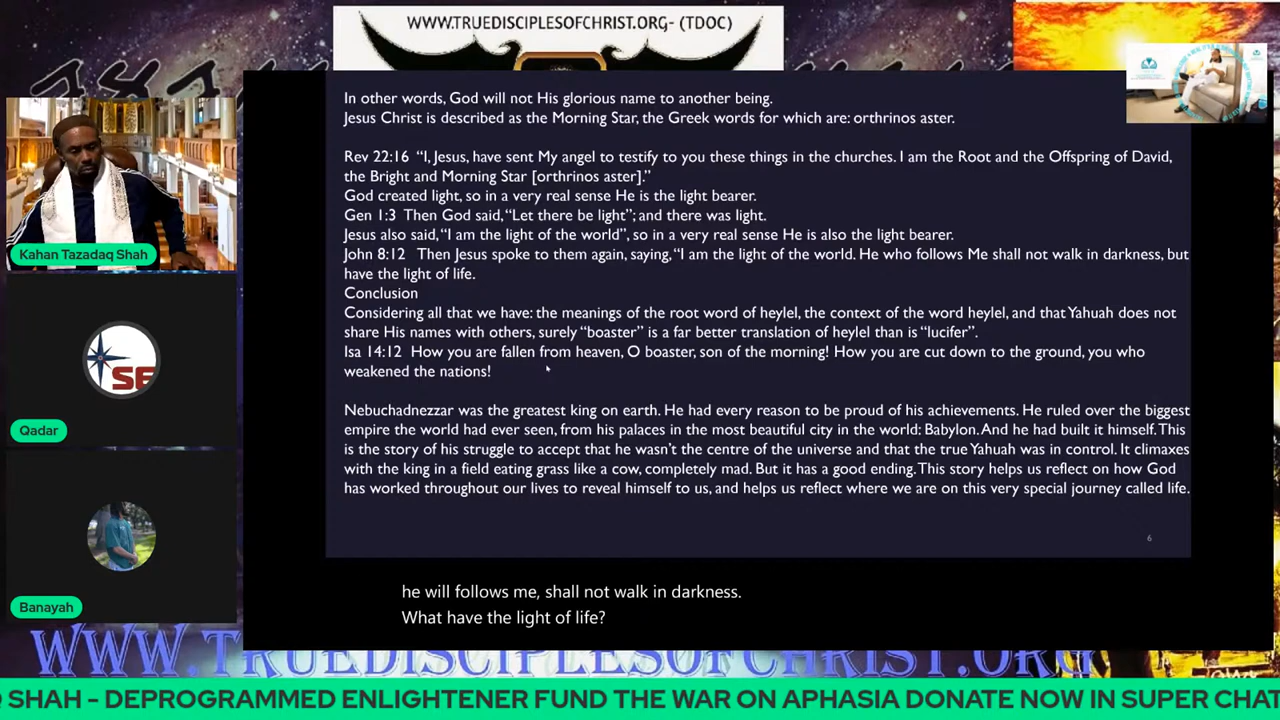 WWW.TRUEDISCIPLESOFCHRIST.ORG- (TDOC)
In other words, God will not His glorious name to another being.
Jesus Christ is described as the Morning Star, the Greek words for which are: orthrinos aster.
Rev 22:16 “I, Jesus, have sent My angel to testify to you these things in the churches. I am the Root and the Offspring of David,
the Bright and Morning Star [orthrinos aster].”
God created light, so in a very real sense He is the light bearer.
Gen 1:3 Then God said, “Let there be light”; and there was light.
Jesus also said, “I am the light of the world”, so in a very real sense He is also the light bearer.
John 8:12 Then Jesus spoke to them again, saying, “I am the light of the world. He who follows Me shall not walk in darkness, but
have the light of life.
Conclusion
Considering all that we have: the meanings of the root word of heylel, the context of the word heylel, and that Yahuah does not
share His names with others, surely “boaster” is a far better translation of heylel than is “lucifer”.
Isa 14:12 How you are fallen from heaven, O boaster, son of the morning! How you are cut down to the ground, you who
weakened the nations!
Nebuchadnezzar was the greatest king on earth. He had every reason to be proud of his achievements. He ruled over the biggest
empire the world had ever seen, from his palaces in the most beautiful city in the world: Babylon. And he had built it himself. This
is the story of his struggle to accept that he wasn't the centre of the universe and that the true Yahuah was in control. It climaxes
with the king in a field eating grass like a cow, completely mad. But it has a good ending. This story helps us reflect on how God
has worked throughout our lives to reveal himself to us, and helps us reflect where we are on this very special journey called life.
6
Kahan Tazadaq Shah
SE
Qadar
Banayah
he will follows me, shall not walk in darkness.
What have the light of life?
WWW.TRUEDISCIPLESOFCHRIST.ORG
Q SHAH - DEPROGRAMMED ENLIGHTENER FUND THE WAR ON APHASIA DONATE NOW IN SUPER CHAT